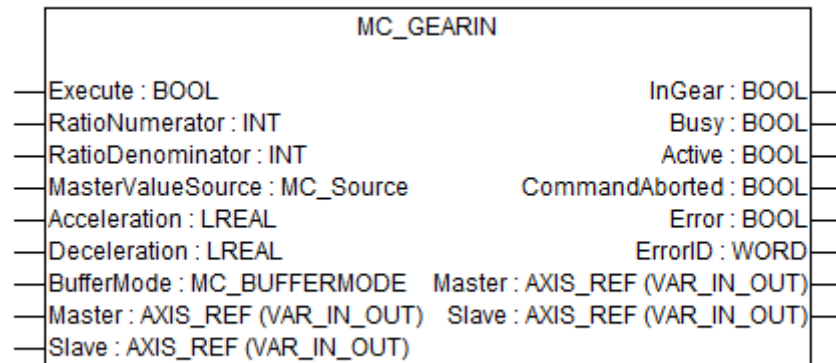 MC_GEARIN
Execute : BOOL InGear : BOOL
RatioNumerator : INT Busy : BOOL
RatioDenominator : INT Active : BOOL
MasterValueSource : MC_Source CommandAborted : BOOL
Acceleration : LREAL Error : BOOL
Deceleration : LREAL ErrorID : WORD
BufferMode : MC_BUFFERMODE Master : AXIS_REF (VAR_IN_OUT)
Master : AXIS_REF (VAR_IN_OUT) Slave : AXIS_REF (VAR_IN_OUT)
Slave : AXIS_REF (VAR_IN_OUT)